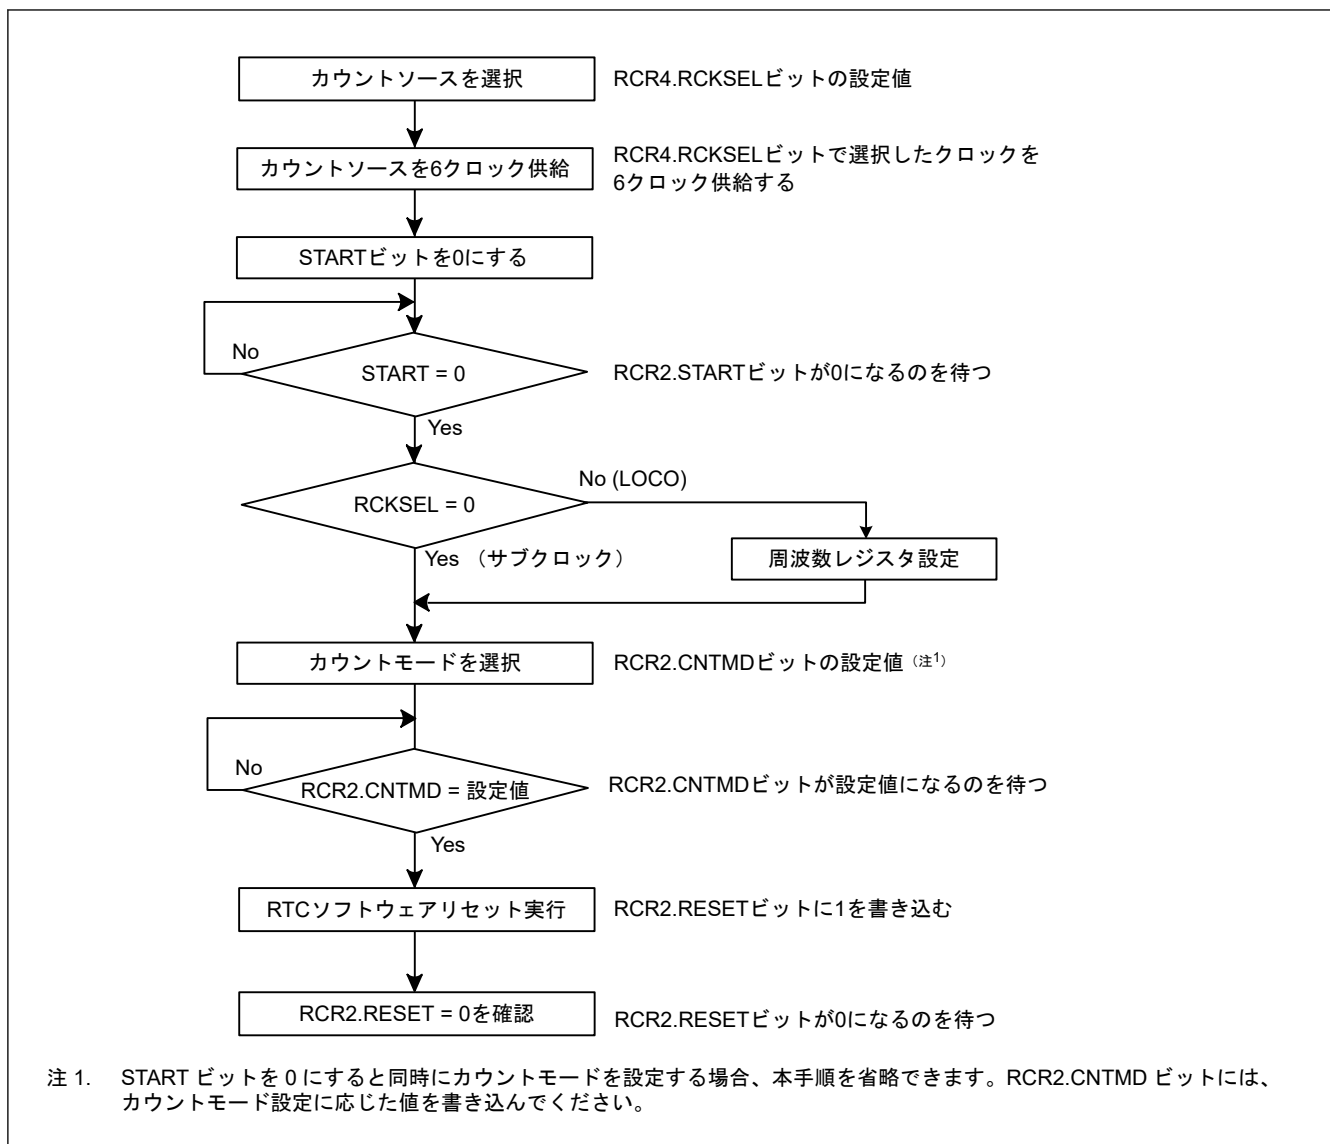 カウントソースを選択
RCR4.RCKSELビットの設定値
カウントソースを6クロック供給
RCR4.RCKSELビットで選択したクロックを
6クロック供給する
STARTビットを0にする
No
START = 0
RCR2.STARTビットが0になるのを待つ
Yes
No (LOCO)
RCKSEL = 0
Yes （サブクロック）
周波数レジスタ設定
カウントモードを選択
RCR2.CNTMDビットの設定値（注1）
No
RCR2.CNTMD = 設定値
RCR2.CNTMDビットが設定値になるのを待つ
Yes
RTCソフトウェアリセット実行
RCR2.RESETビットに1を書き込む
RCR2.RESET = 0を確認
RCR2.RESETビットが0になるのを待つ
注 1. START ビットを 0 にすると同時にカウントモードを設定する場合、本手順を省略できます。RCR2.CNTMD ビットには、
カウントモード設定に応じた値を書き込んでください。